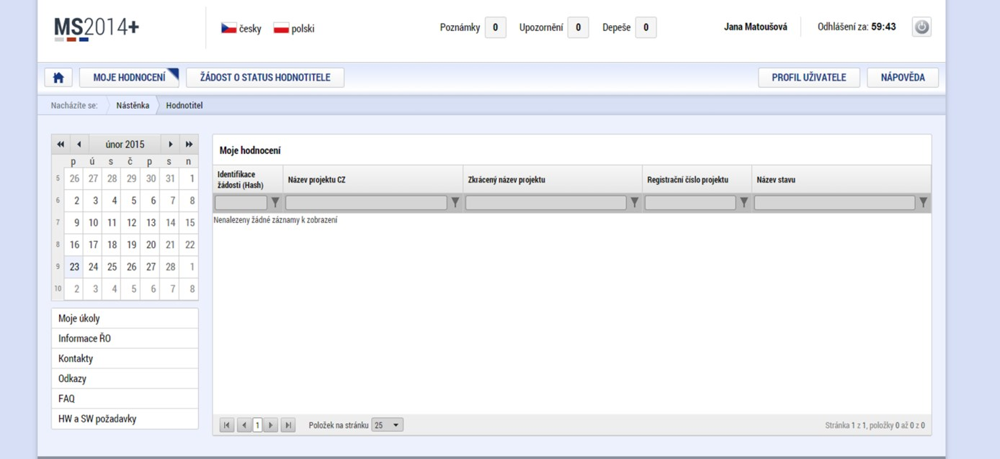 MS2014+
česky polski
Poznámky 0 Upozornění 0 Depeše 0
Jana Matoušová
Odhlášení za: 59:43
MOJE HODNOCENÍ ŽÁDOST O STATUS HODNOTITELE PROFIL UŽIVATELE NÁPOVĚDA
Nacházíte se: Nástěnka Hodnotitel
únor 2015
p ú s č p s n
5 26 27 28 29 30 31 1
6 2 3 4 5 6 7 8
7 9 10 11 12 13 14 15
8 16 17 18 19 20 21 22
9 23 24 25 26 27 28 1
10 2 3 4 5 6 7 8
Moje úkoly
Informace ŘO
Kontakty
Odkazy
FAQ
HW a SW požadavky
Moje hodnocení
Identifikace
žádosti (Hash)
Název projektu CZ
Zkrácený název projektu
Registrační číslo projektu
Název stavu
Nenalezeny žádné záznamy k zobrazení
1 Položek na stránku 25
Stránka 1 z 1, položky 0 až 0 z 0